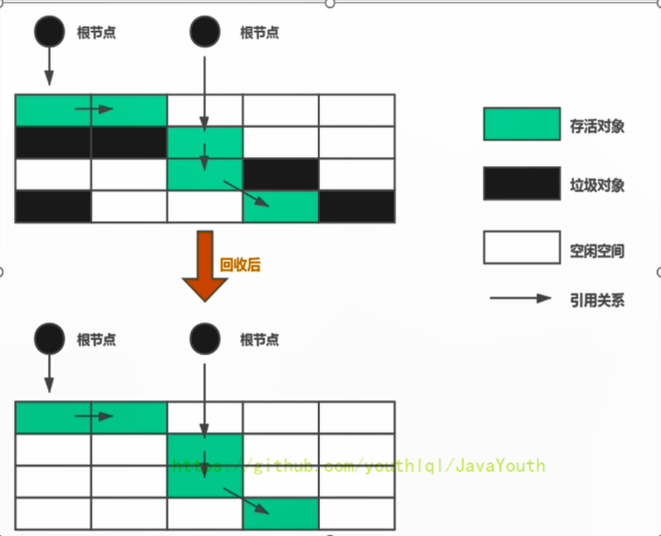 根节点
根节点
存活对象
垃圾对象
空闲空间
引用关系
回收后
根节点
根节点
https://github.com/youthlql/JavaYouth